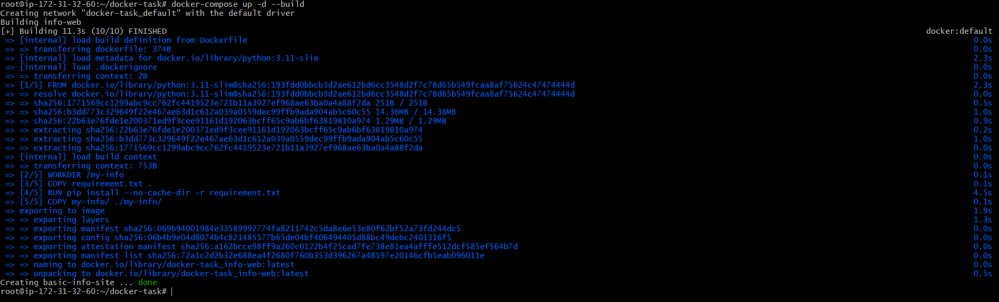 root@ip-172-31-32-60:~/docker-task# docker-compose up -d --build
Creating network "docker-task_default" with the default driver
Building info-web
[+] Building 11.3s (10/10) FINISHED docker:default
=> [internal] load build definition from Dockerfile 0.0s
=> => transferring dockerfile: 374B 0.0s
=> [internal] load metadata for docker.io/library/python:3.11-slim 2.3s
=> [internal] load .dockerignore 0.0s
=> => transferring context: 2B 0.0s
=> [1/5] FROM docker.io/library/python:3.11-slim@sha256:193fdd0bbcb3d2ae612bd6cc3548d2f7c78d65b549fcaa8af75624c47474444d 2.3s
=> => resolve docker.io/library/python:3.11-slim@sha256:193fdd0bbcb3d2ae612bd6cc3548d2f7c78d65b549fcaa8af75624c47474444d 0.0s
=> => sha256:1771569cc1299abc9cc762fc4419523e721b11a3927ef968ae63ba0a4a88f2da 251B / 251B 0.5s
=> => sha256:b3dd773c329649f22e467ae63d1c612a039a0559dec99ffb9ada904ab5c60c55 14.36MB / 14.36MB 1.0s
=> => sha256:22b63e76fde1e200371ed9f3cee91161d192063bcff65c9ab6bf63819810a974 1.29MB / 1.29MB 0.9s
=> => extracting sha256:22b63e76fde1e200371ed9f3cee91161d192063bcff65c9ab6bf63819810a974 0.2s
=> => extracting sha256:b3dd773c329649f22e467ae63d1c612a039a0559dec99ffb9ada904ab5c60c55 1.0s
=> => extracting sha256:1771569cc1299abc9cc762fc4419523e721b11a3927ef968ae63ba0a4a88f2da 0.0s
=> [internal] load build context 0.0s
=> => transferring context: 753B 0.0s
=> [2/5] WORKDIR /my-info 0.1s
=> [3/5] COPY requirement.txt . 0.1s
=> [4/5] RUN pip install --no-cache-dir -r requirement.txt 4.5s
=> [5/5] COPY my-info/ ./my-info/ 0.1s
=> exporting to image 1.9s
=> => exporting layers 1.3s
=> => exporting manifest sha256:069b94001984e33589992774fa8211742c5da8e6e53e80f62bf52a73fd244dc5 0.0s
=> => exporting config sha256:06b4b9e04d8074b4c821485577b65de04bf406494405d88bc49debc2401316f5 0.0s
=> => exporting attestation manifest sha256:a162bcce98ff9a260c0122b4f25cad7fe738e81ea4afffe512dcf585ef564b7d 0.0s
=> => exporting manifest list sha256:72a1c2d2b32e688ea4f2680f760b353d396267a48597e20146cfb5eab096011e 0.0s
=> => naming to docker.io/library/docker-task_info-web:latest 0.0s
=> => unpacking to docker.io/library/docker-task_info-web:latest 0.5s
Creating basic-info-site ... done
root@ip-172-31-32-60:~/docker-task#